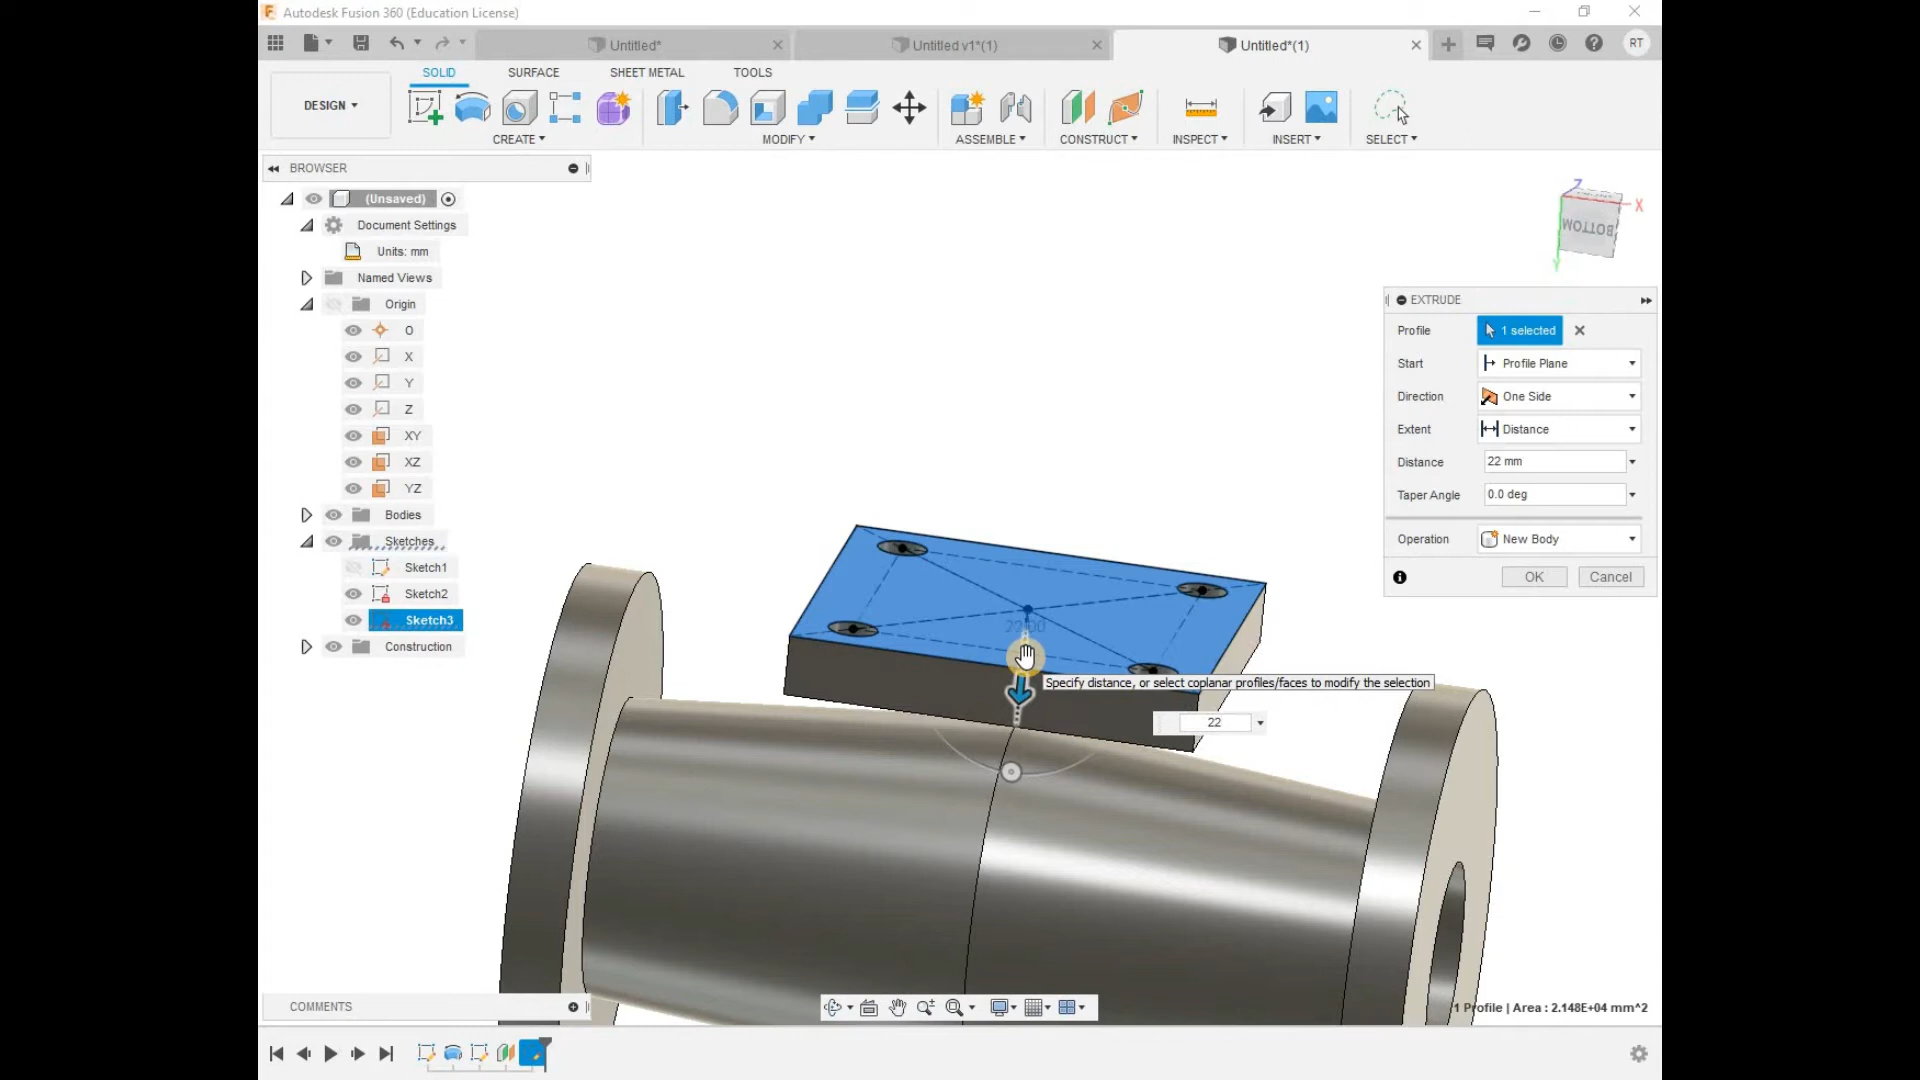 Autodesk Fusion 360 (Education License)
Untitled*
Untitled v1*(1)
Untitled*(1)
RT
SOLID
SURFACE
SHEET METAL
TOOLS
DESIGN
CREATE
MODIFY
ASSEMBLE
CONSTRUCT
INSPECT
INSERT
SELECT
BROWSER
(Unsaved)
Document Settings
Units: mm
Named Views
Origin
O
X
Y
Z
XY
XZ
YZ
Bodies
Sketches
Sketch1
Sketch2
Sketch3
Construction
Z
X
BOTTOM
Y
EXTRUDE
Profile
1 selected
Start
Profile Plane
Direction
One Side
Extent
Distance
Distance
22 mm
Taper Angle
0.0 deg
Operation
New Body
OK
Cancel
22.00
Specify distance, or select coplanar profiles/faces to modify the selection
22
COMMENTS
1 Profile | Area : 2.148E+04 mm^2